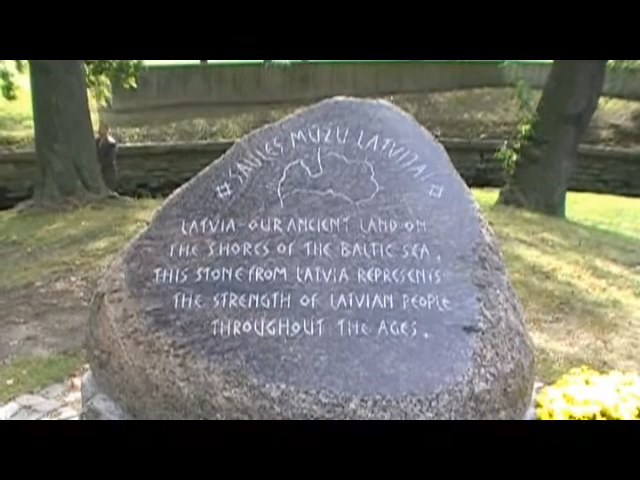 SAULES MŪŽU LATVIJAI
LATVIA - OUR ANCIENT LAND ON
THE SHORES OF THE BALTIC SEA.
THIS STONE FROM LATVIA REPRESENTS
THE STRENGTH OF LATVIAN PEOPLE
THROUGHOUT THE AGES.